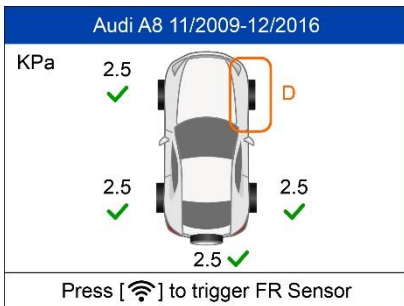 Audi A8 11/2009-12/2016
KPa
2.5
D
2.5
2.5
2.5
Press [ ] to trigger FR Sensor